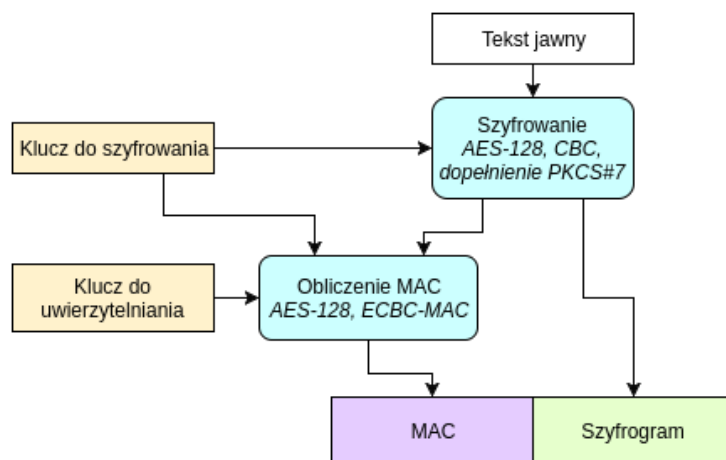 Tekst jawny
Szyfrowanie
AES-128, CBC,
dopełnienie PKCS#7
Klucz do szyfrowania
Klucz do
uwierzytelniania
Obliczenie MAC
AES-128, ECBC-MAC
MAC
Szyfrogram